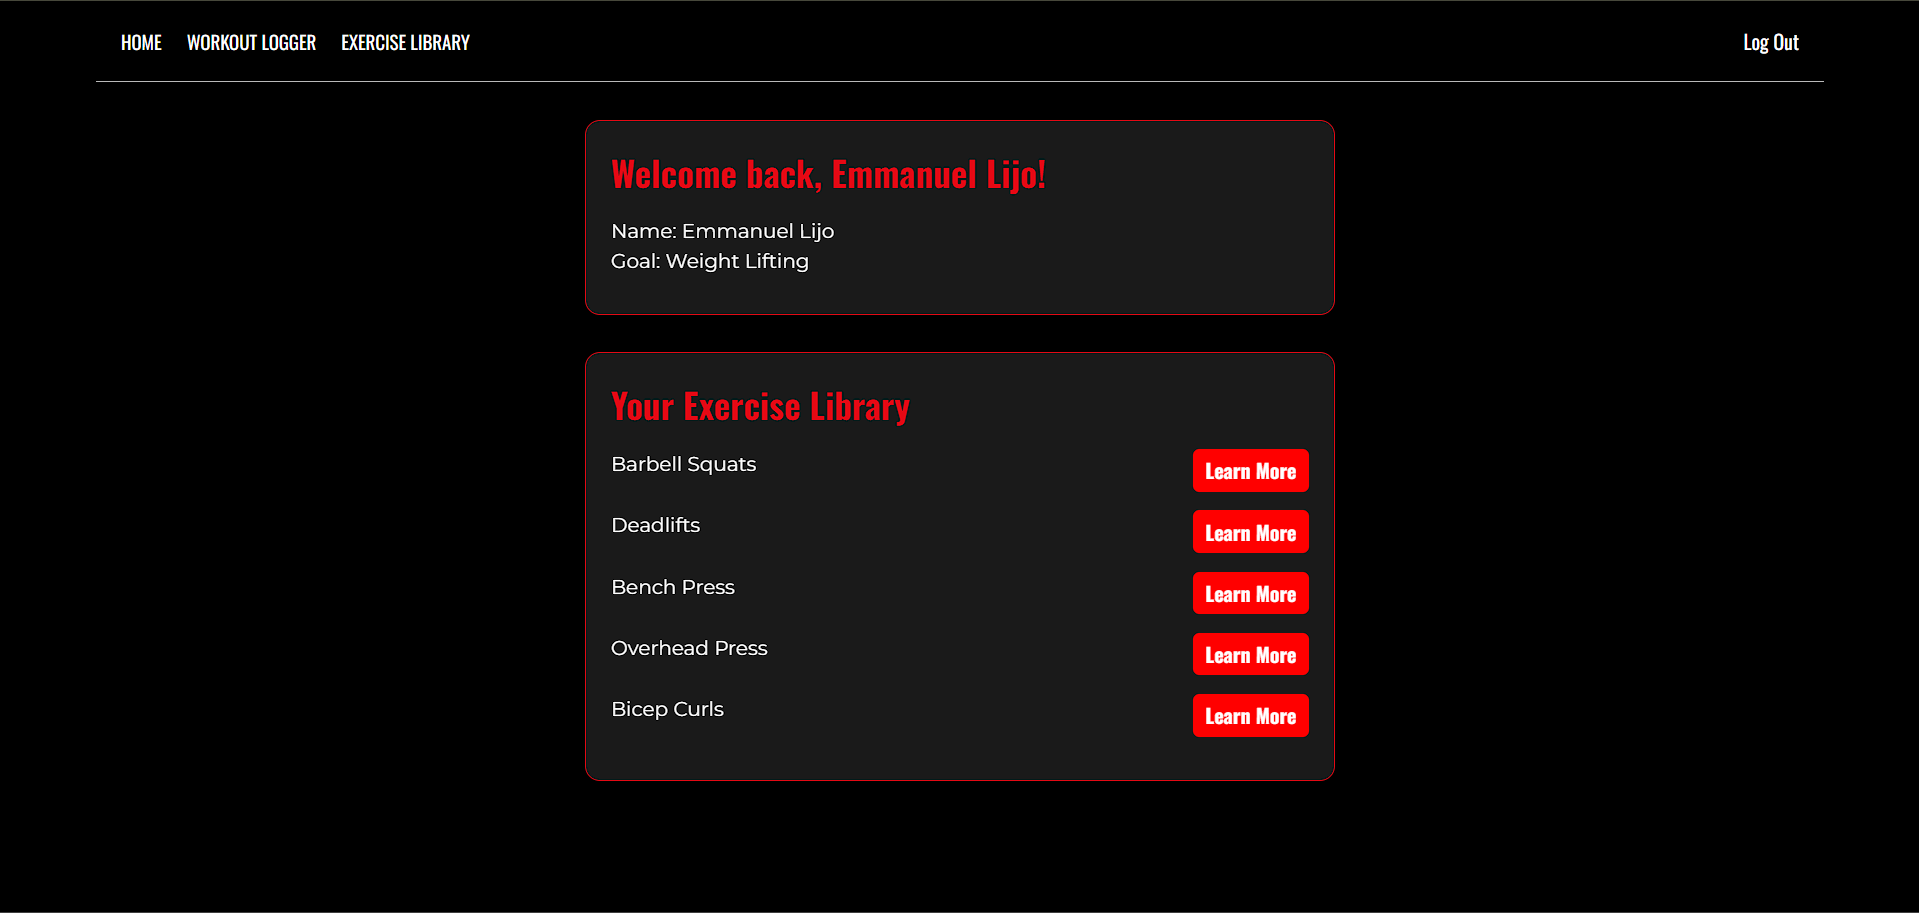 HOME WORKOUT LOGGER EXERCISE LIBRARY Log Out
Welcome back, Emmanuel Lijo!
Name: Emmanuel Lijo
Goal: Weight Lifting
Your Exercise Library
Barbell Squats Learn More
Deadlifts Learn More
Bench Press Learn More
Overhead Press Learn More
Bicep Curls Learn More